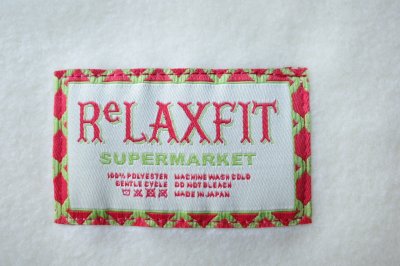 ReLAXFIT
SUPERMARKET
100% POLYESTER MACHINE WASH COLD
GENTLE CYCLE DO NOT BLEACH
MADE IN JAPAN